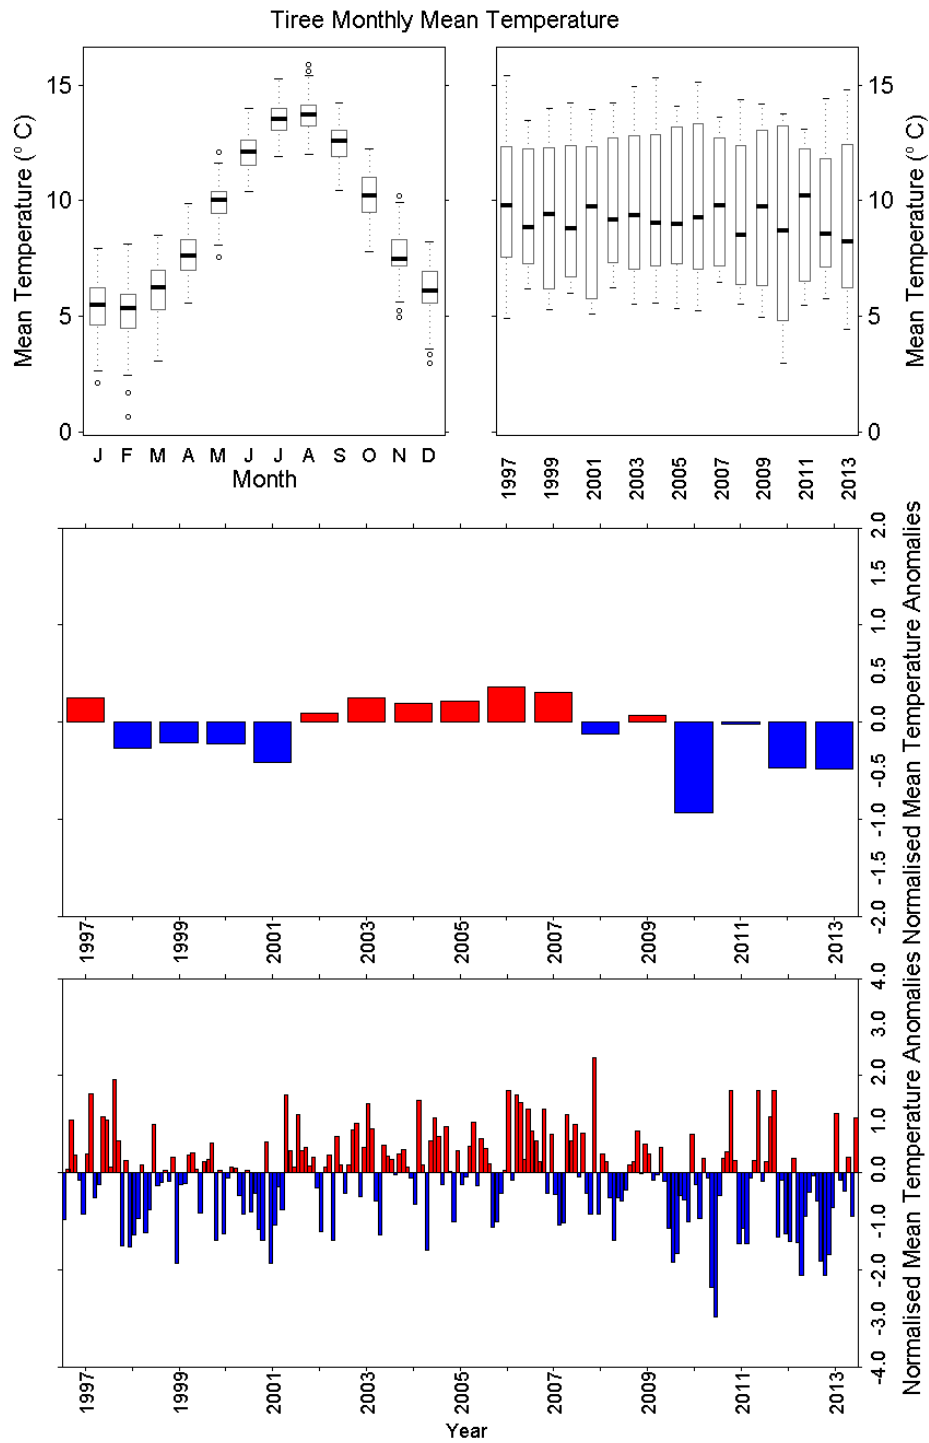 Tiree Monthly Mean Temperature
Mean Temperature (° C)
15
10
5
0
J F M A M J J A S O N D
Month
15
10
5
0
Mean Temperature (° C)
1997 1999 2001 2003 2005 2007 2009 2011 2013
2.0
1.5
1.0
0.5
0.0
-0.5
-1.0
-1.5
-2.0
Normalised Mean Temperature Anomalies
1997 1999 2001 2003 2005 2007 2009 2011 2013
4.0
3.0
2.0
1.0
0.0
-1.0
-2.0
-3.0
-4.0
Normalised Mean Temperature Anomalies
1997 1999 2001 2003 2005 2007 2009 2011 2013
Year